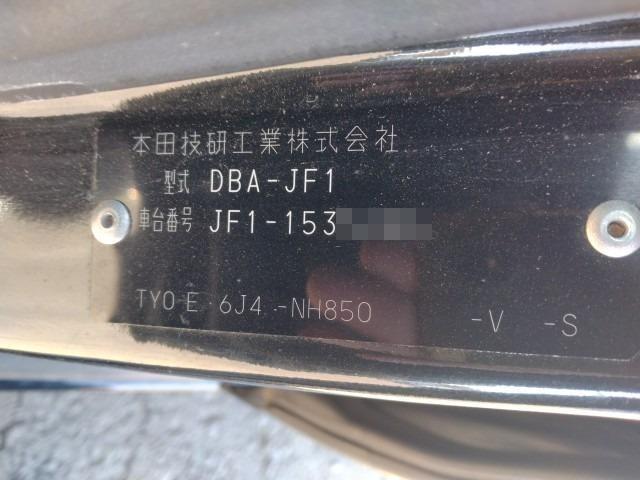 本田技研工業株式会社
型式 DBA-JF1
車台番号 JF1-153
TYO E 6J4 -NH850 -V -S